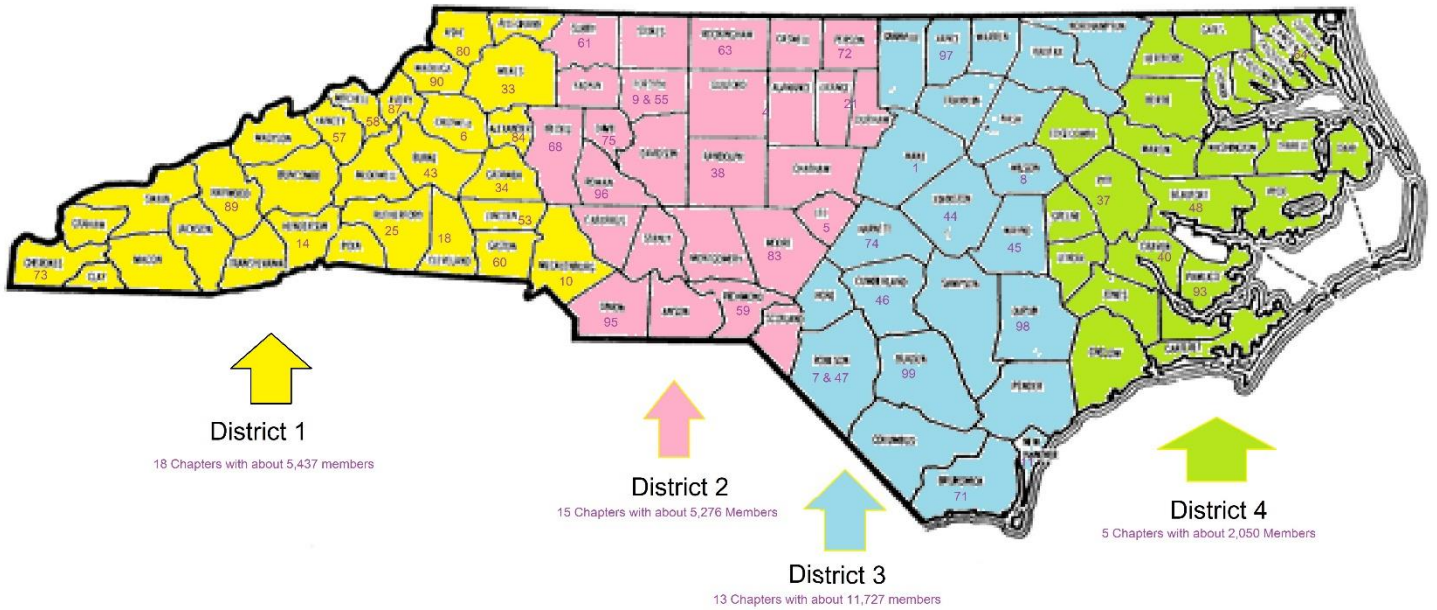 ASHE
ALLEGHANY
SURRY
STOKES
ROCKINGHAM
CASWELL
PERSON
VANCE
WARREN
NORTHAMPTON
GATES
80
61
63
72
97
HALIFAX
HERTFORD
WATAUGA
90
WILKES
33
YADKIN
FORSYTH
9 & 55
GUILFORD
4
ALAMANCE
ORANGE
21
DURHAM
FRANKLIN
NASH
BERTIE
MITCHELL
58
AVERY
87
YANCEY
57
CALDWELL
6
ALEXANDER
84
IREDELL
68
DAVIE
75
DAVIDSON
RANDOLPH
38
CHATHAM
WAKE
1
WILSON
8
EDGECOMBE
MARTIN
WASHINGTON
TYRRELL
DARE
MADISON
BUNCOMBE
MCDOWELL
BURKE
43
CATAWBA
34
ROWAN
96
LEE
5
JOHNSTON
44
PITT
37
BEAUFORT
48
HYDE
SWAIN
HAYWOOD
89
RUTHERFORD
25
LINCOLN
53
CABARRUS
STANLY
MONTGOMERY
MOORE
83
HARNETT
74
WAYNE
45
GREENE
LENOIR
CRAVEN
40
GRAHAM
JACKSON
HENDERSON
14
POLK
18
CLEVELAND
GASTON
60
MECKLENBURG
10
CHEROKEE
73
CLAY
MACON
TRANSYLVANIA
UNION
95
ANSON
RICHMOND
59
SCOTLAND
HOKE
CUMBERLAND
46
SAMPSON
DUPLIN
98
JONES
PAMLICO
93
ONSLOW
CARTERET
ROBESON
7 & 47
BLADEN
99
PENDER
COLUMBUS
NEW
HANOVER
BRUNSWICK
71
District 1
18 Chapters with about 5,437 members
District 2
15 Chapters with about 5,276 Members
District 3
13 Chapters with about 11,727 members
District 4
5 Chapters with about 2,050 Members